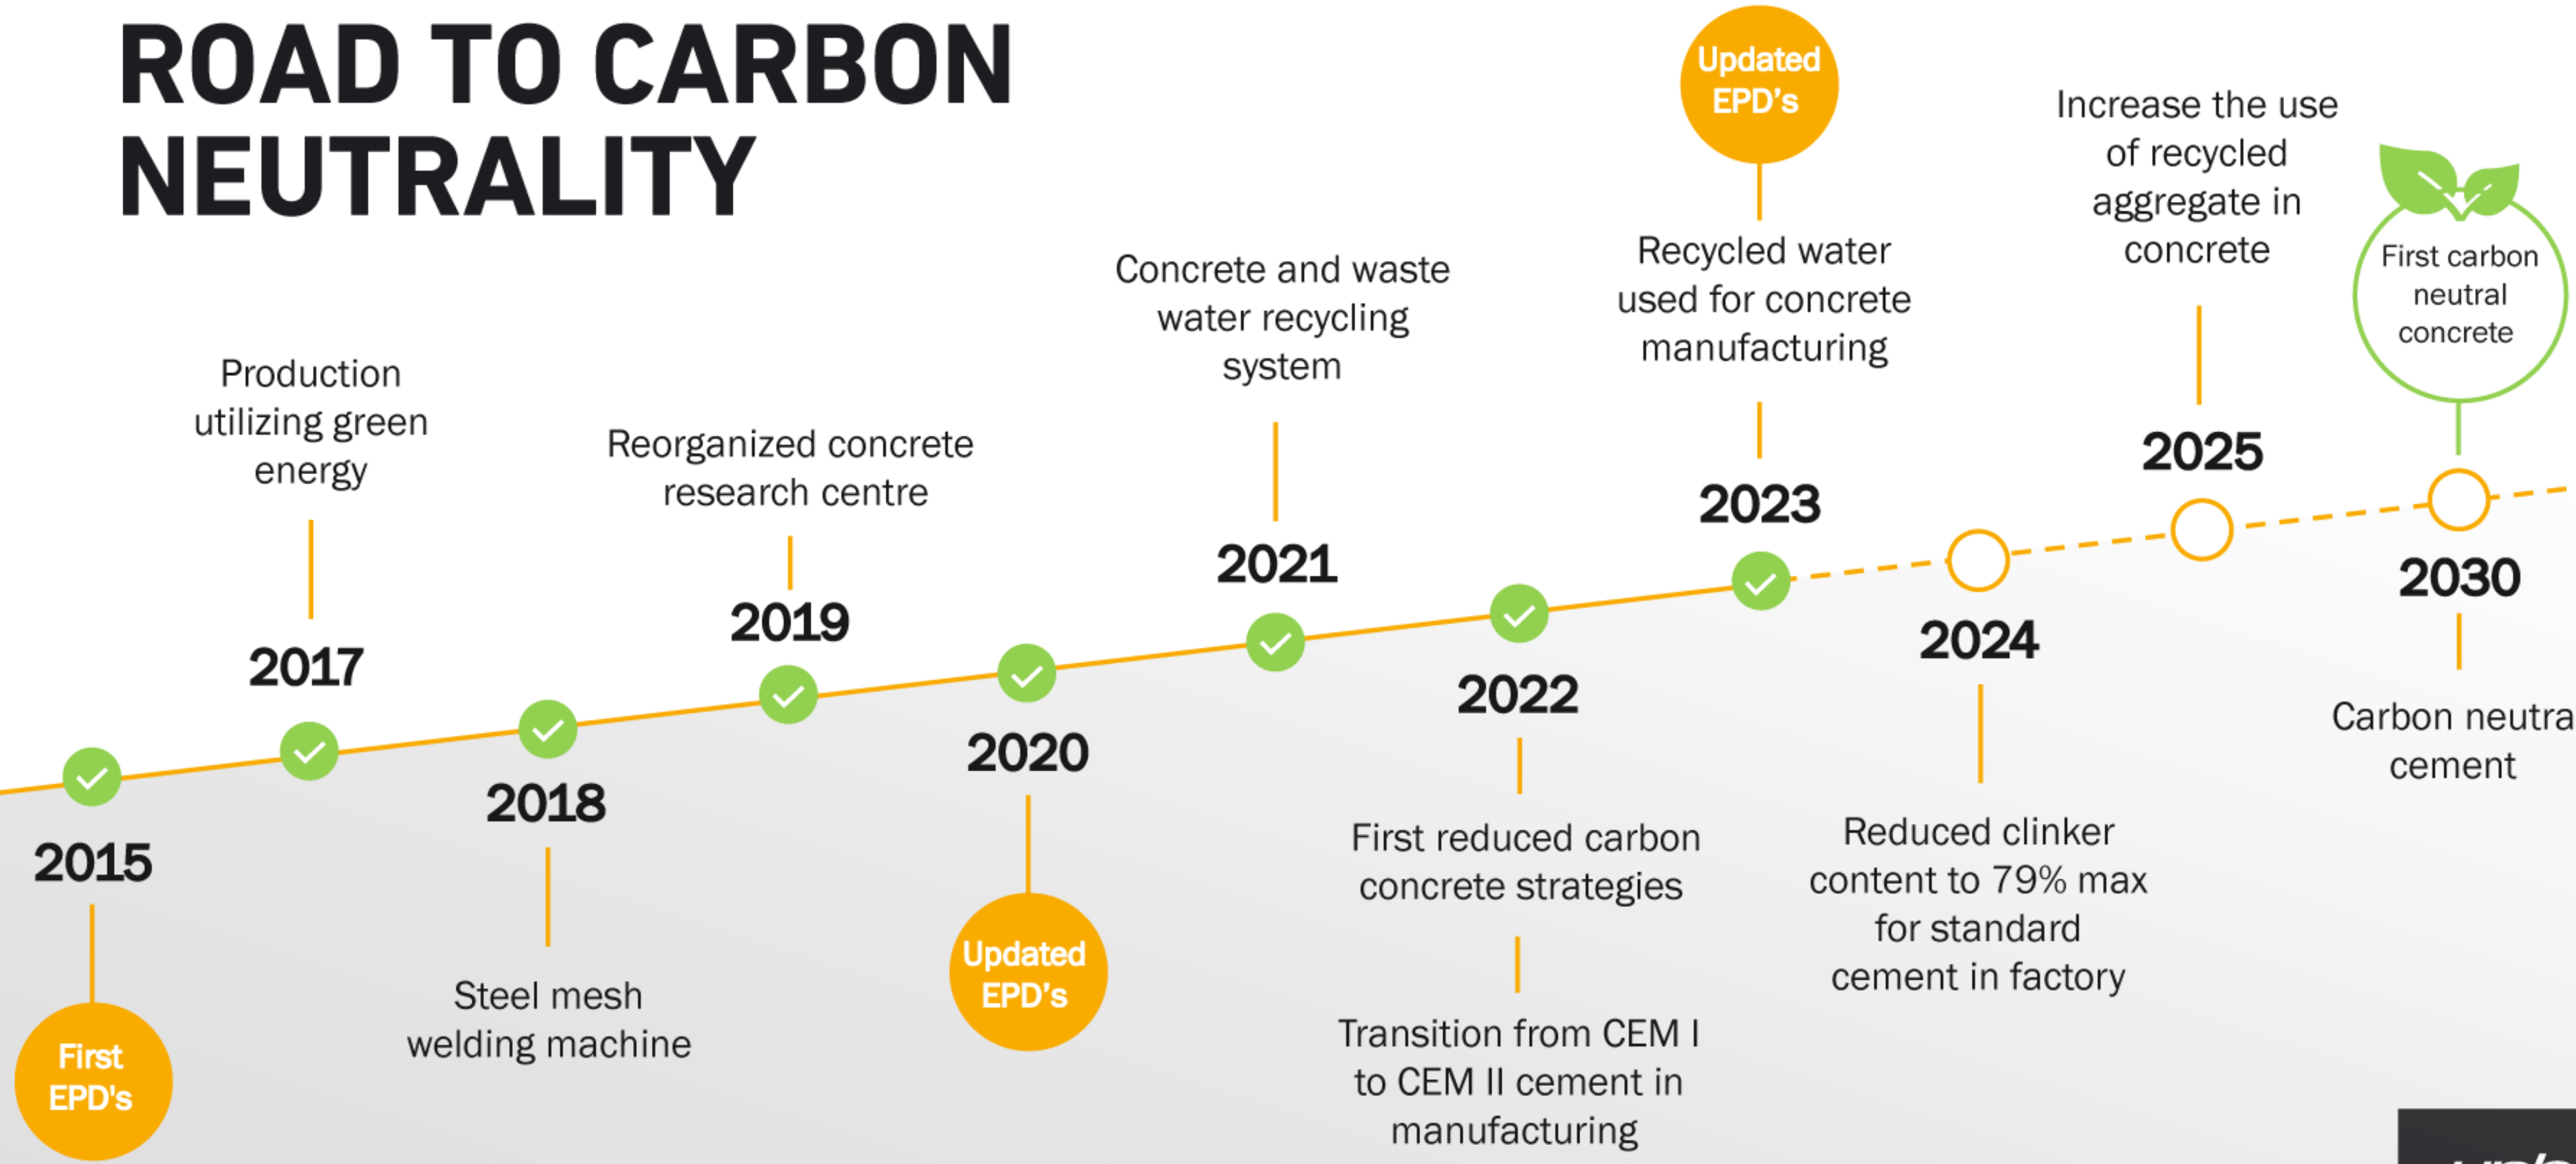 ROAD TO CARBON
NEUTRALITY
2015
First
EPD's
Production
utilizing green
energy
2017
2018
Steel mesh
welding machine
Reorganized concrete
research centre
2019
2020
Updated
EPD's
Concrete and waste
water recycling
system
2021
2022
First reduced carbon
concrete strategies
Transition from CEM I
to CEM II cement in
manufacturing
Updated
EPD's
Recycled water
used for concrete
manufacturing
2023
2024
Reduced clinker
content to 79% max
for standard
cement in factory
Increase the use
of recycled
aggregate in
concrete
2025
First carbon
neutral
concrete
2030
Carbon neutra
cement